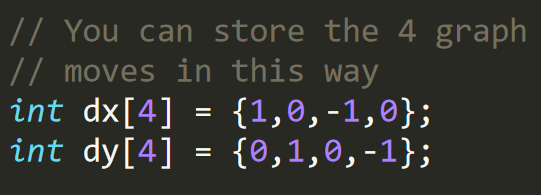 // You can store the 4 graph
// moves in this way
int dx[4] = {1,0,-1,0};
int dy[4] = {0,1,0,-1};